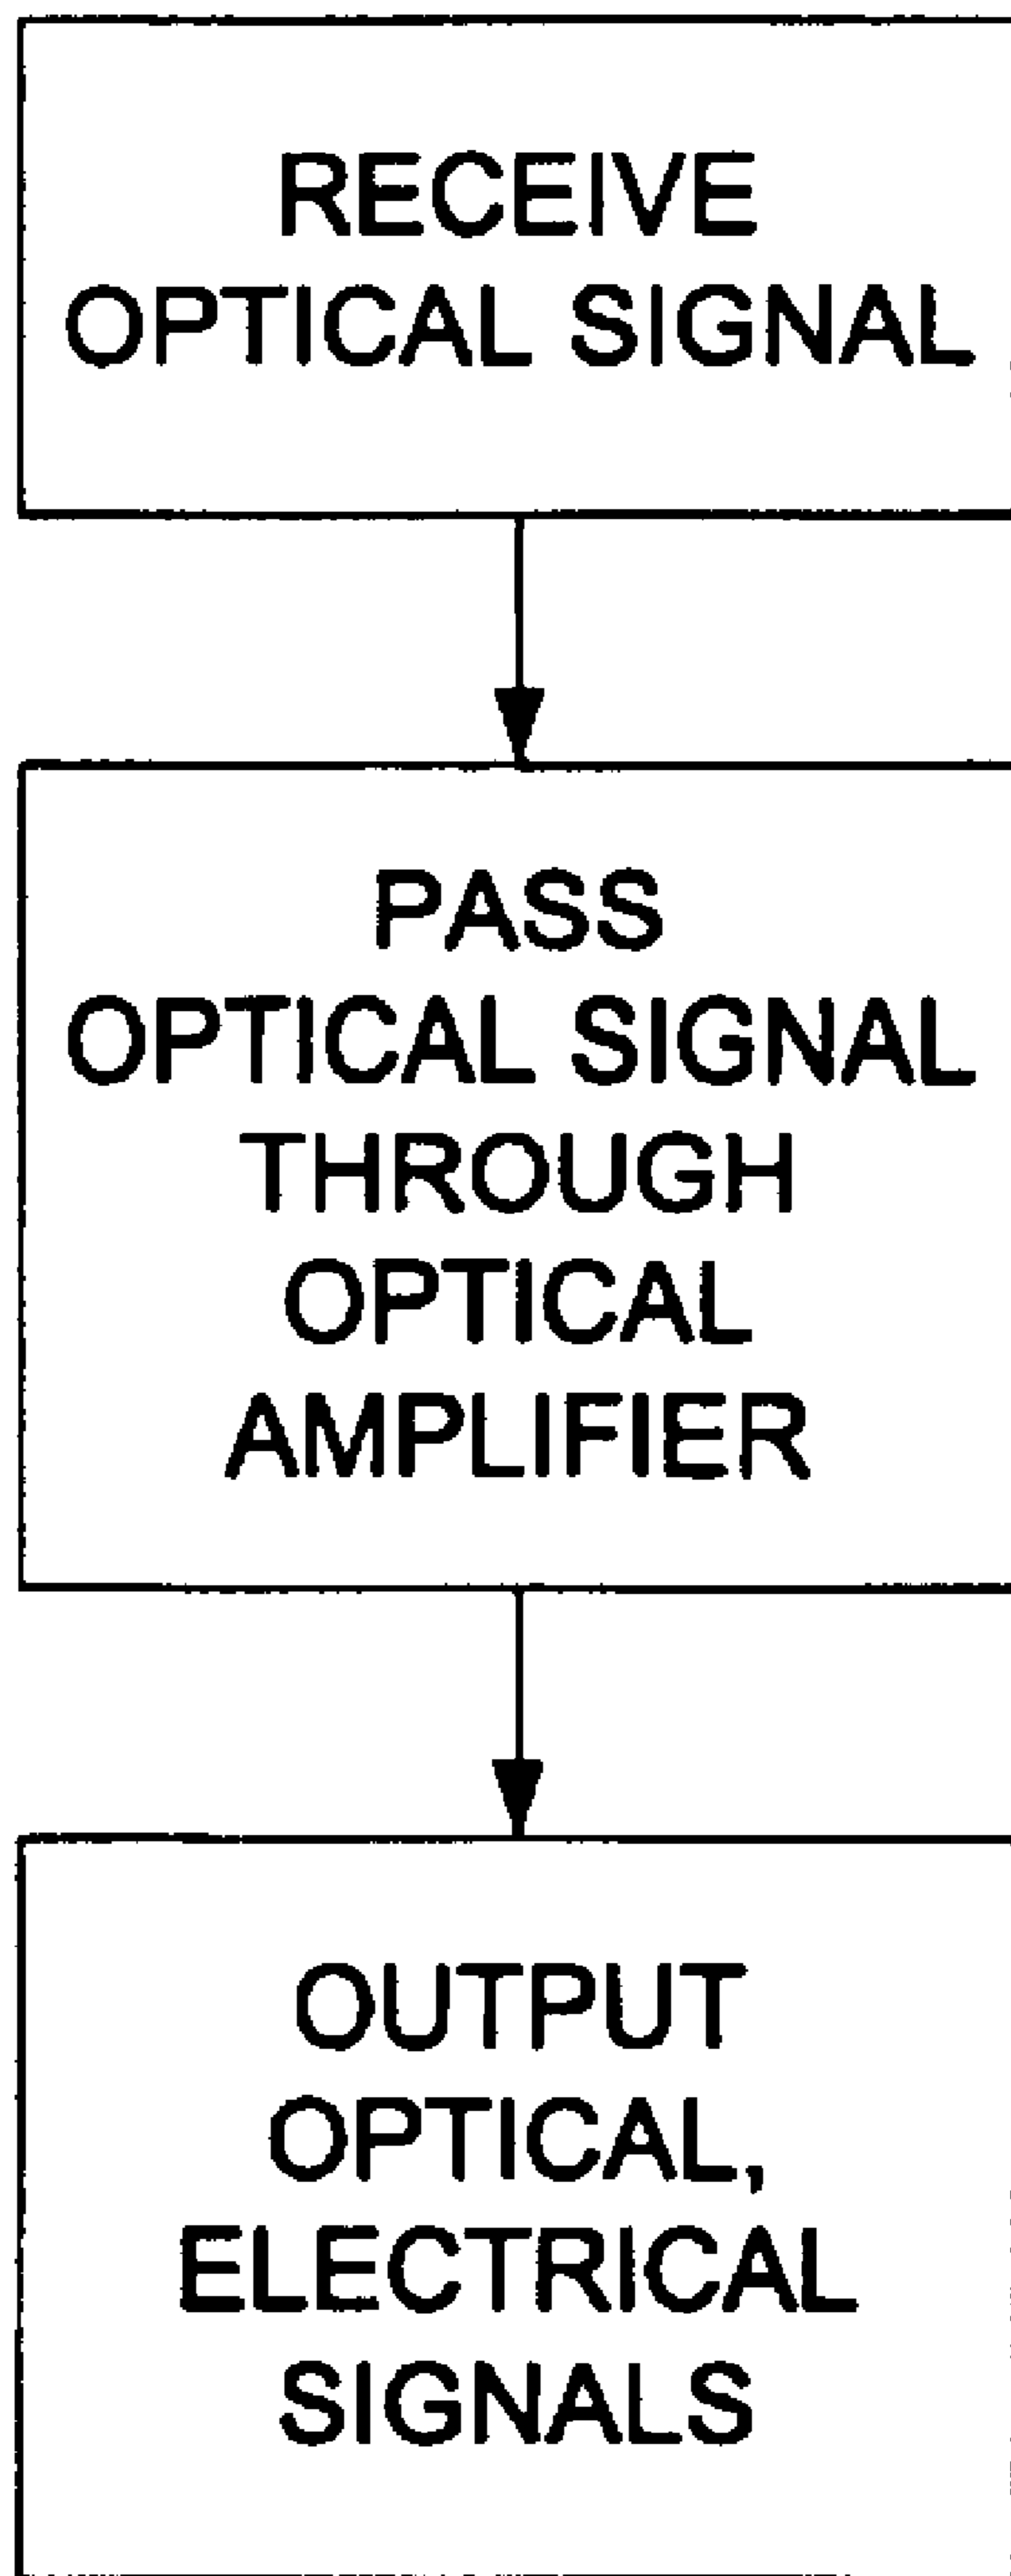 RECEIVE
OPTICAL SIGNAL
PASS
OPTICAL SIGNAL
THROUGH
OPTICAL
AMPLIFIER
OUTPUT
OPTICAL,
ELECTRICAL
SIGNALS